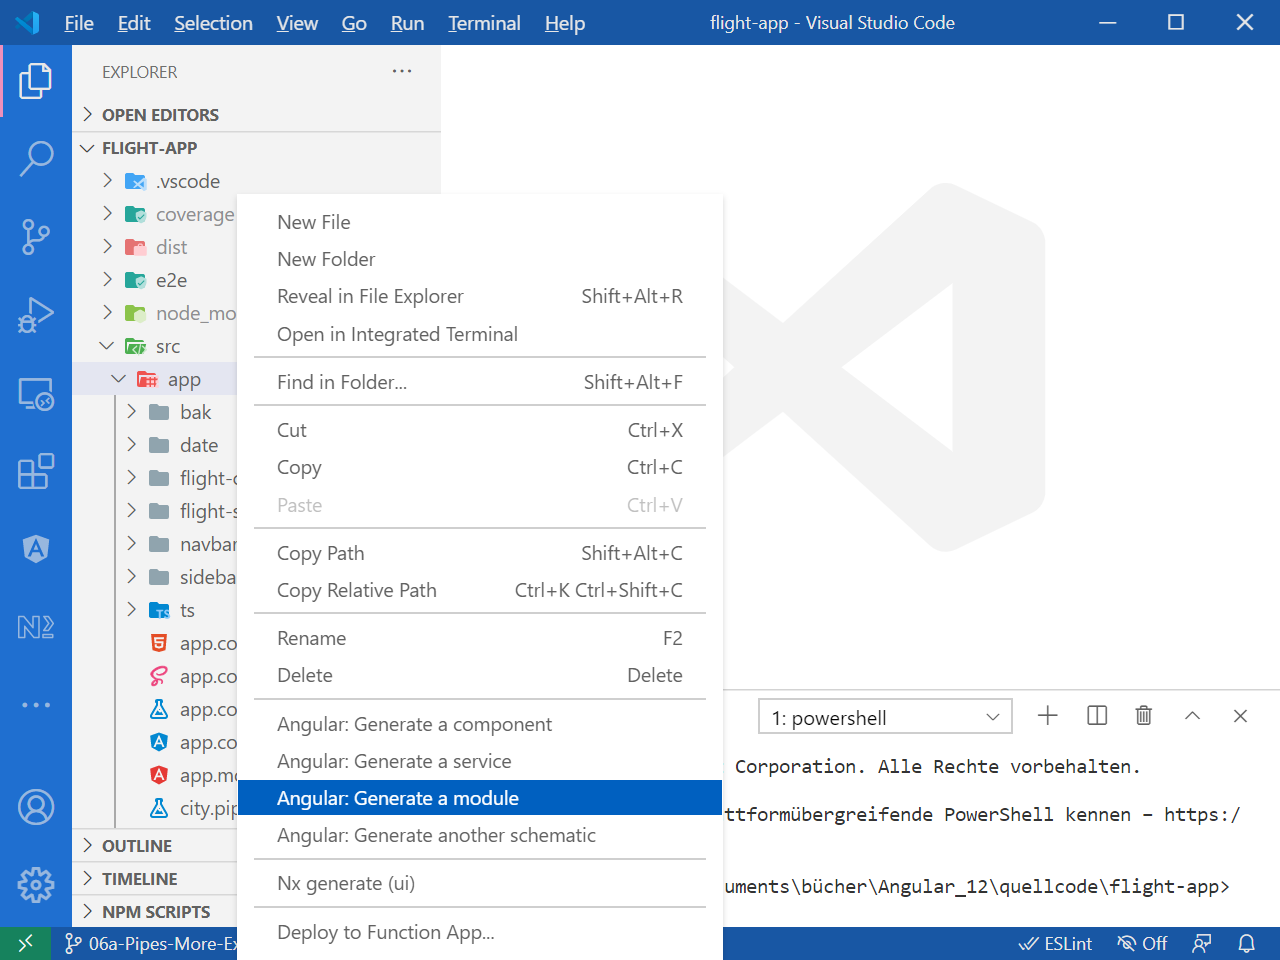 File Edit Selection View Go Run Terminal Help flight-app - Visual Studio Code
EXPLORER
OPEN EDITORS
FLIGHT-APP
.vscode
coverage
dist
e2e
node_mo
src
app
bak
date
flight-
flight-s
navbar
sideba
ts
app.co
app.co
app.co
app.co
app.mo
city.pip
OUTLINE
TIMELINE
NPM SCRIPTS
New File
New Folder
Reveal in File Explorer Shift+Alt+R
Open in Integrated Terminal
Find in Folder... Shift+Alt+F
Cut Ctrl+X
Copy Ctrl+C
Paste Ctrl+V
Copy Path Shift+Alt+C
Copy Relative Path Ctrl+K Ctrl+Shift+C
Rename F2
Delete Delete
Angular: Generate a component
Angular: Generate a service
Angular: Generate a module
Angular: Generate another schematic
Nx generate (ui)
Deploy to Function App...
1: powershell
Corporation. Alle Rechte vorbehalten.
ttformübergreifende PowerShell kennen – https:/
uments\bücher\Angular_12\quellcode\flight-app>
06a-Pipes-More-Ex ESLint Off